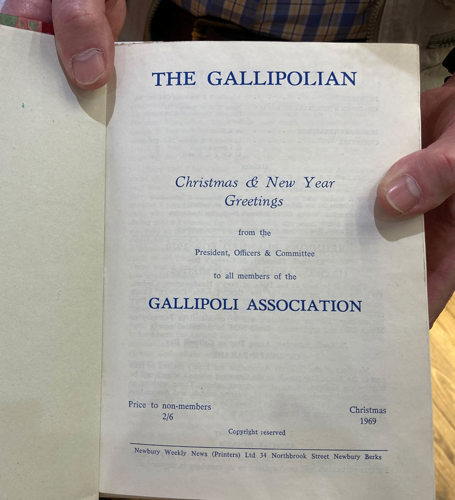 THE GALLIPOLIAN
Christmas & New Year
Greetings
from the
President, Officers & Committee
to all members of the
GALLIPOLI ASSOCIATION
Price to non-members
2/6
Christmas
1969
Copyright reserved
Newbury Weekly News (Printers) Ltd 34 Northbrook Street Newbury Berks